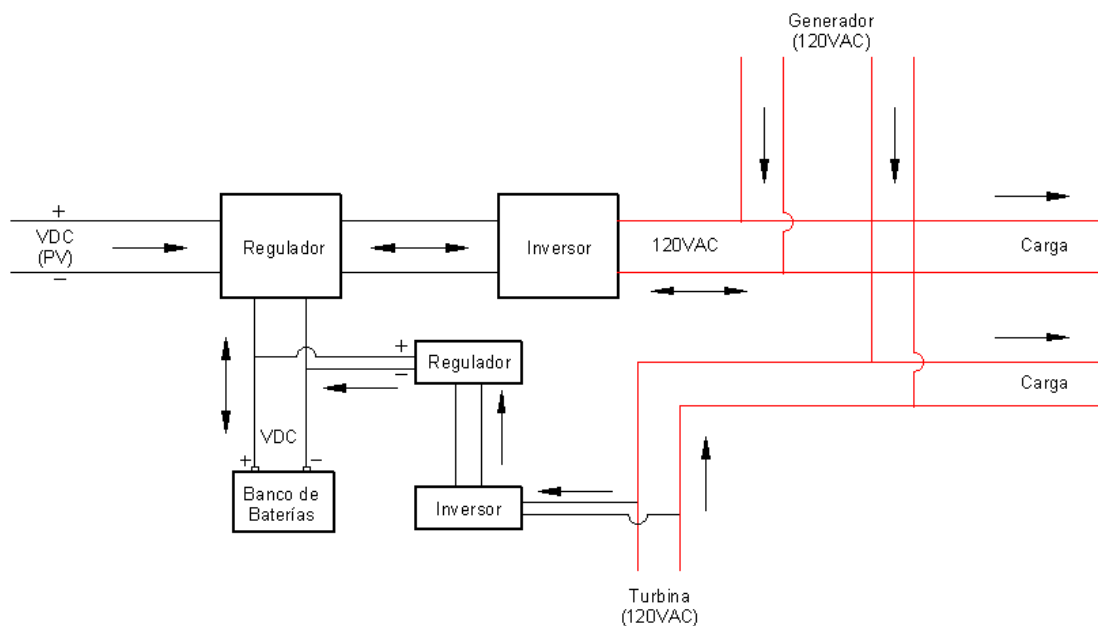 Generador
(120VAC)
+
VDC
(PV)
−
Regulador
Inversor
120VAC
Carga
+
Regulador
−
Carga
VDC
+
−
Banco de
Baterías
Inversor
Turbina
(120VAC)